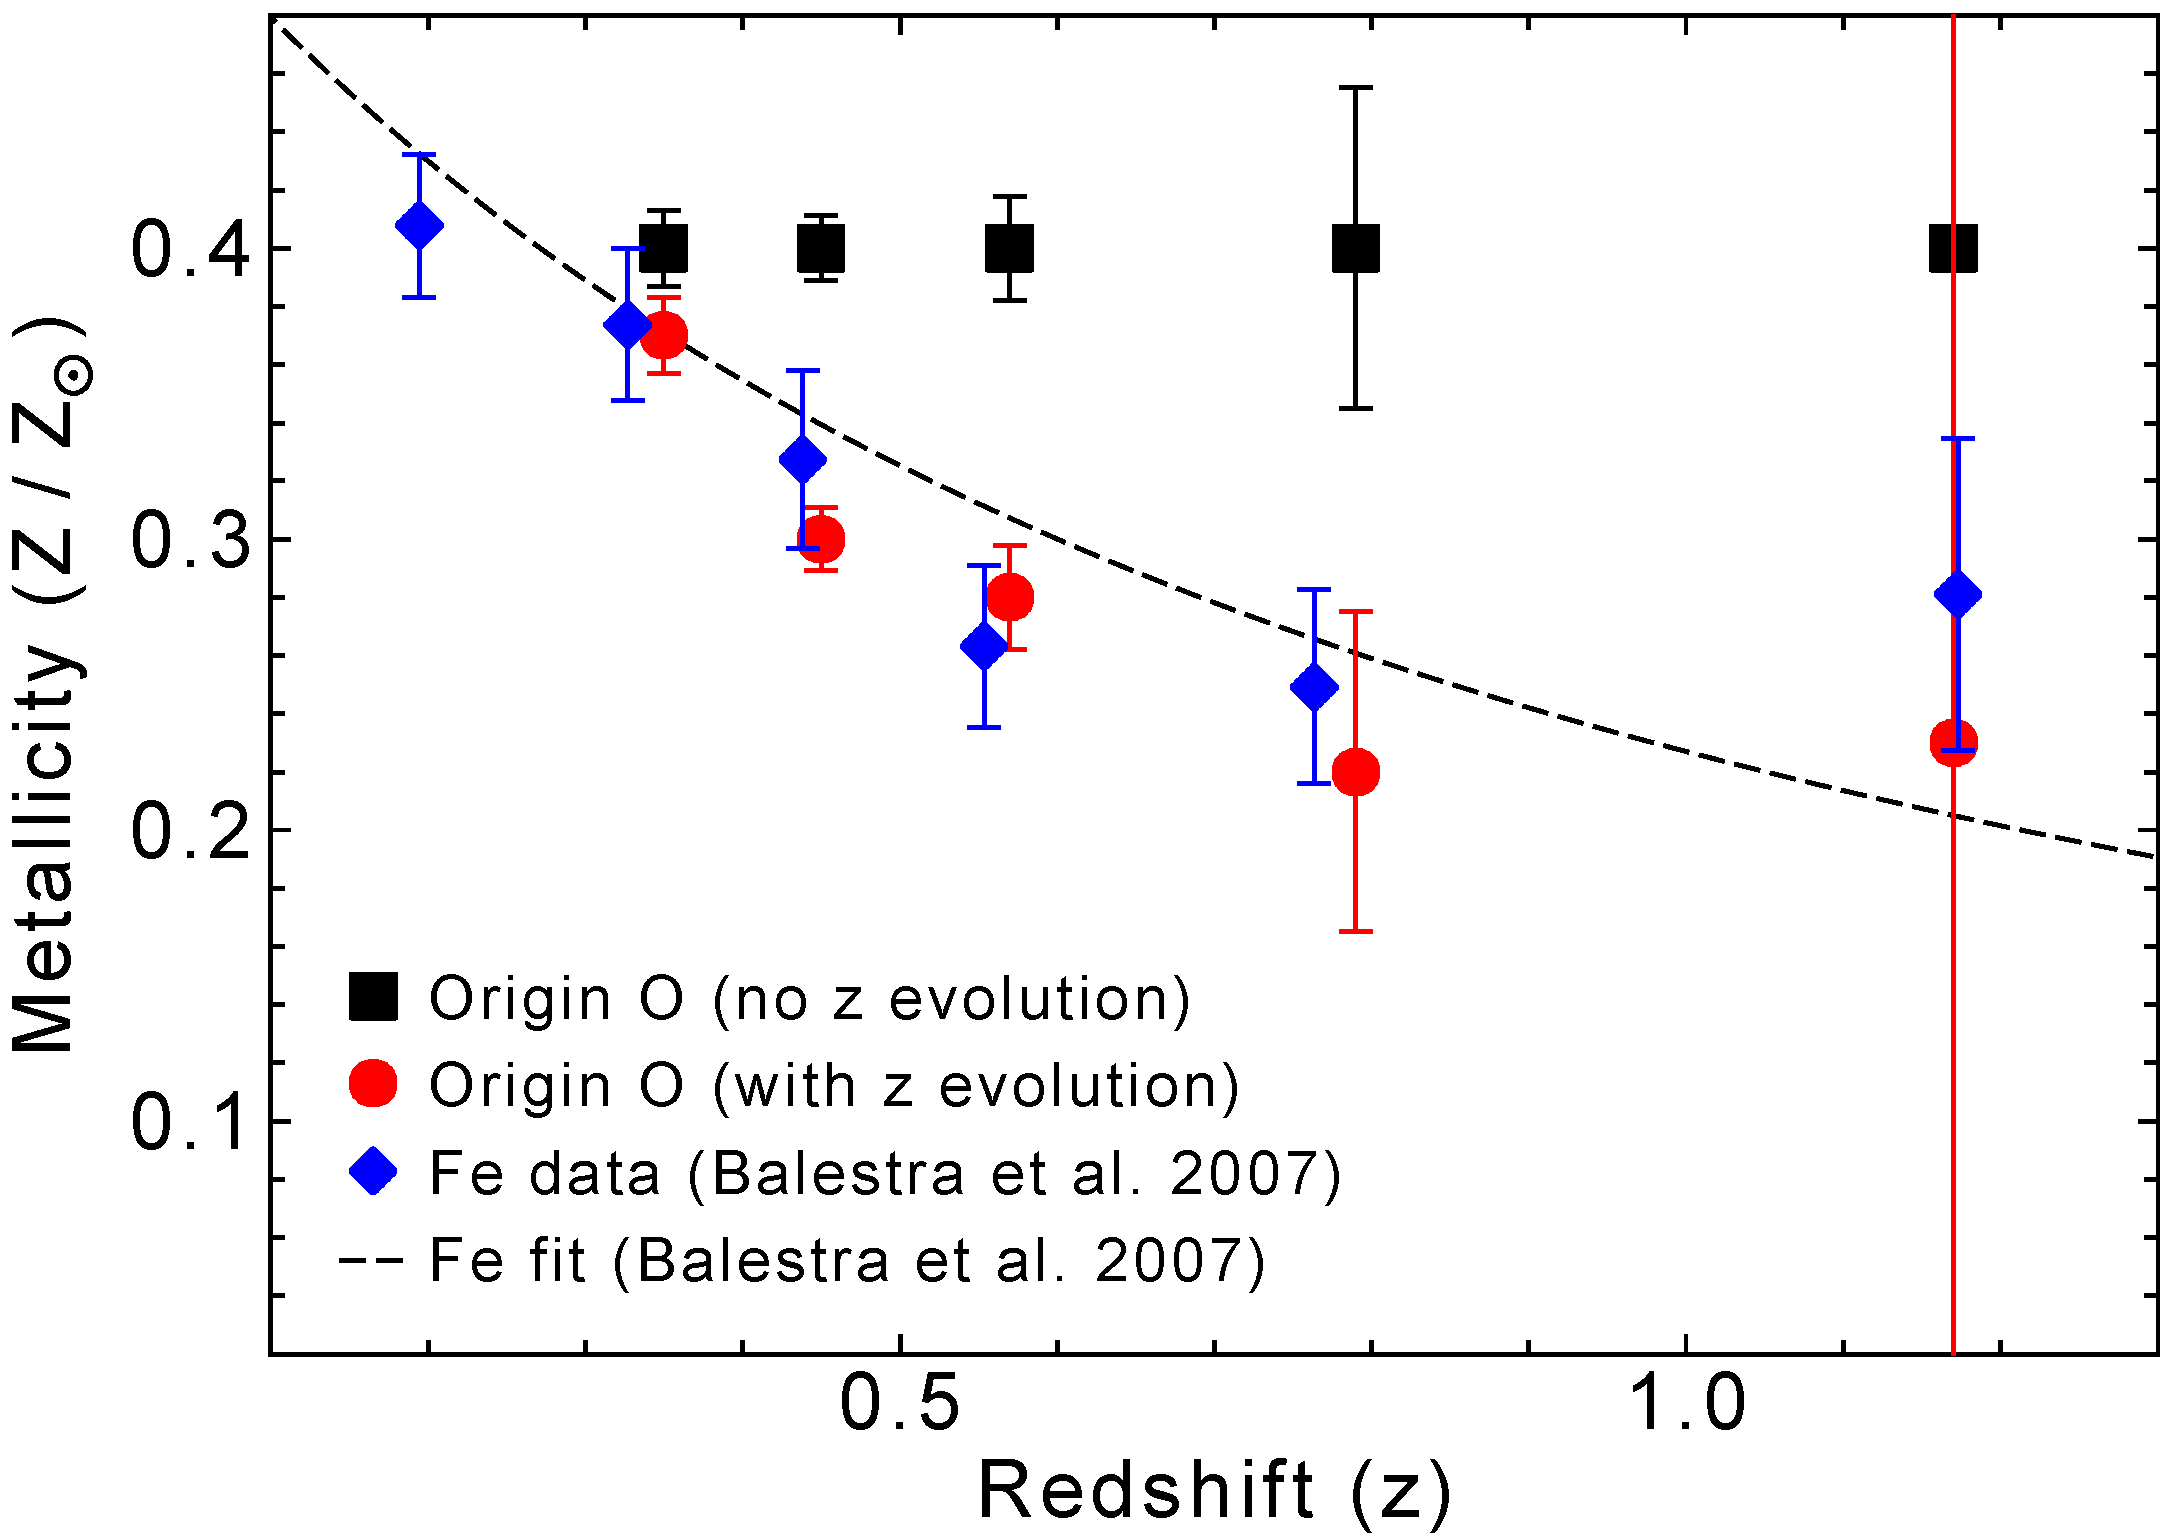 Metallicity (Z / Z⊙)
0.4
0.3
0.2
0.1
Origin O (no z evolution)
Origin O (with z evolution)
Fe data (Balestra et al. 2007)
Fe fit (Balestra et al. 2007)
0.5
1.0
Redshift (z)